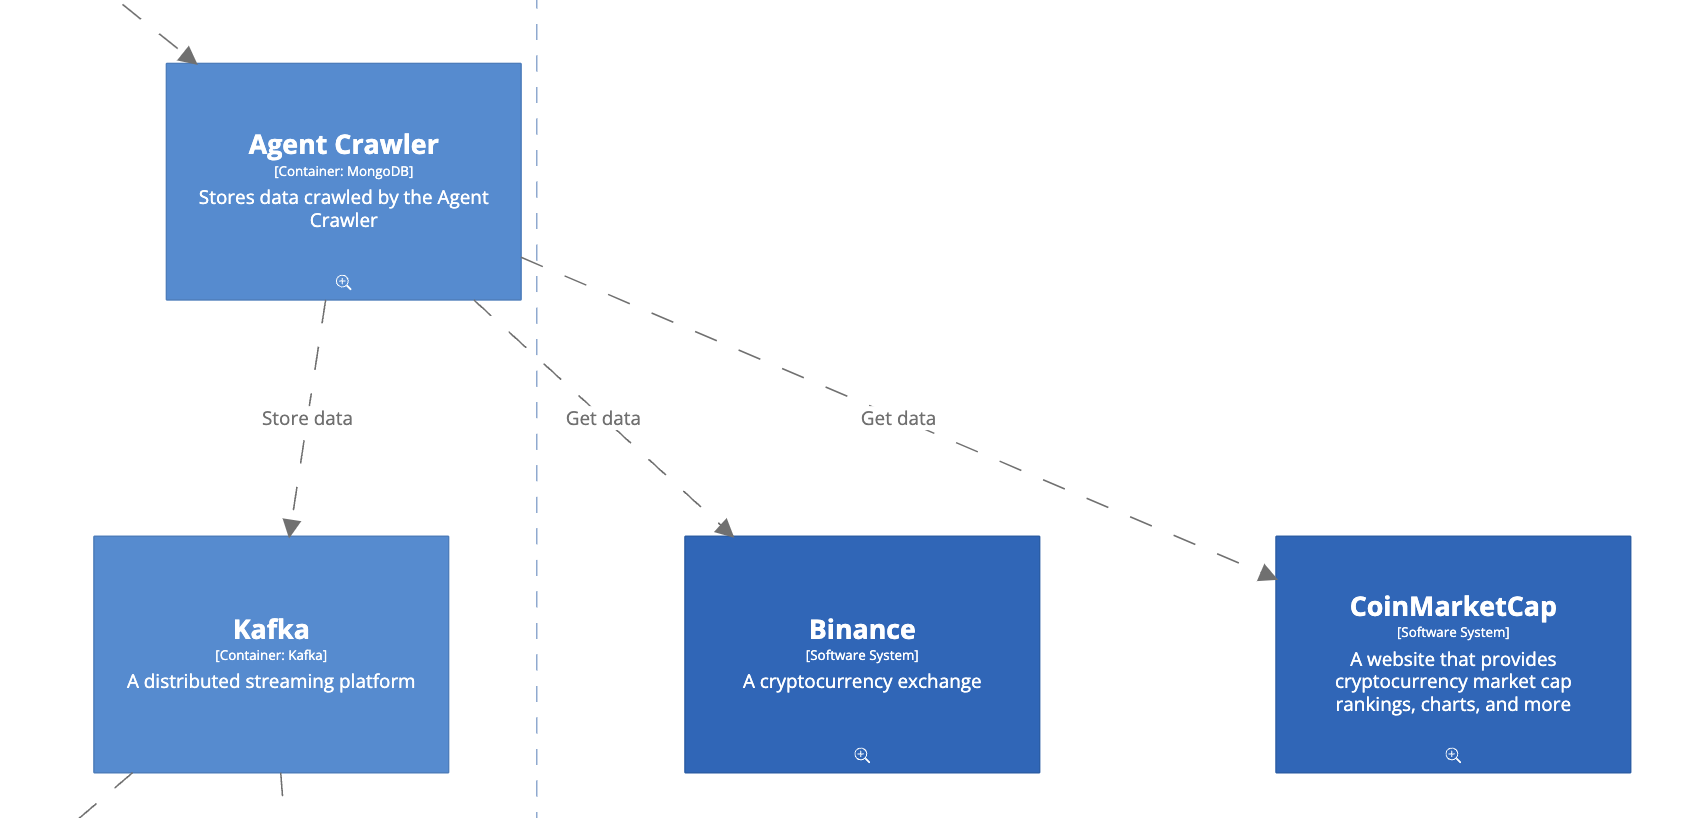 Agent Crawler
[Container: MongoDB]
Stores data crawled by the Agent
Crawler
Store data
Get data
Get data
Kafka
[Container: Kafka]
A distributed streaming platform
Binance
[Software System]
A cryptocurrency exchange
CoinMarketCap
[Software System]
A website that provides
cryptocurrency market cap
rankings, charts, and more